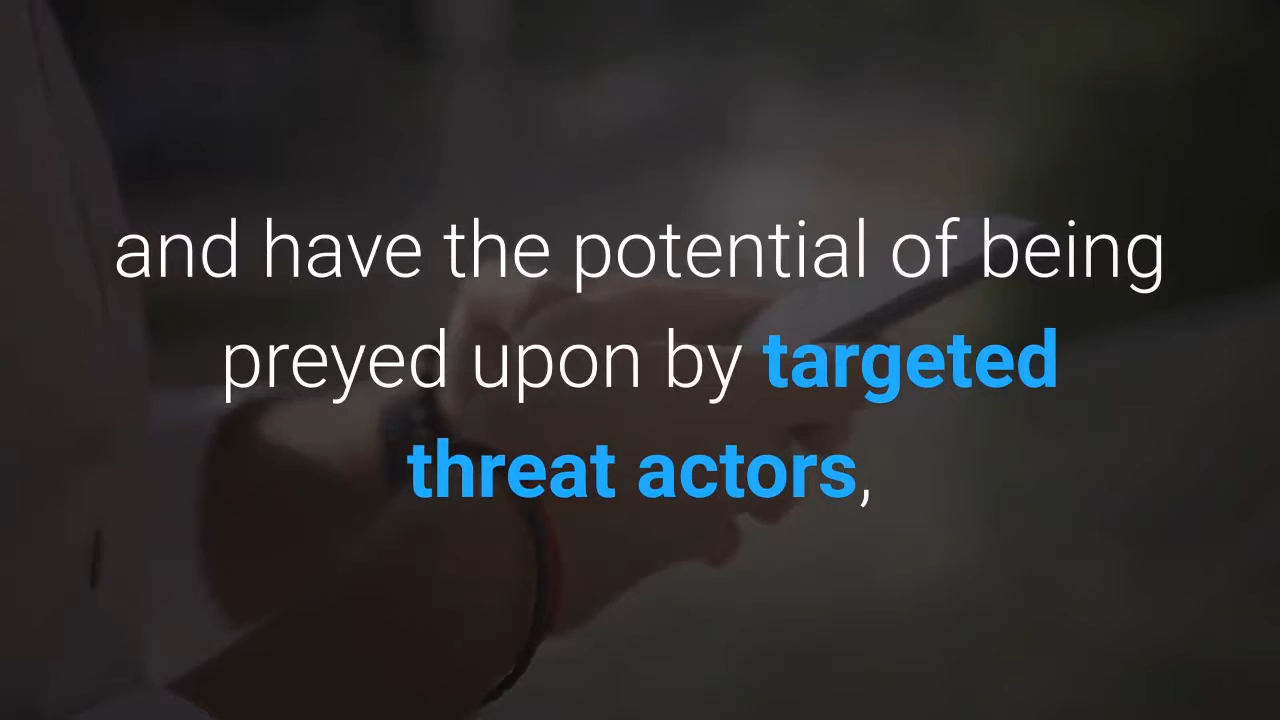 and have the potential of being
preyed upon by targeted
threat actors,